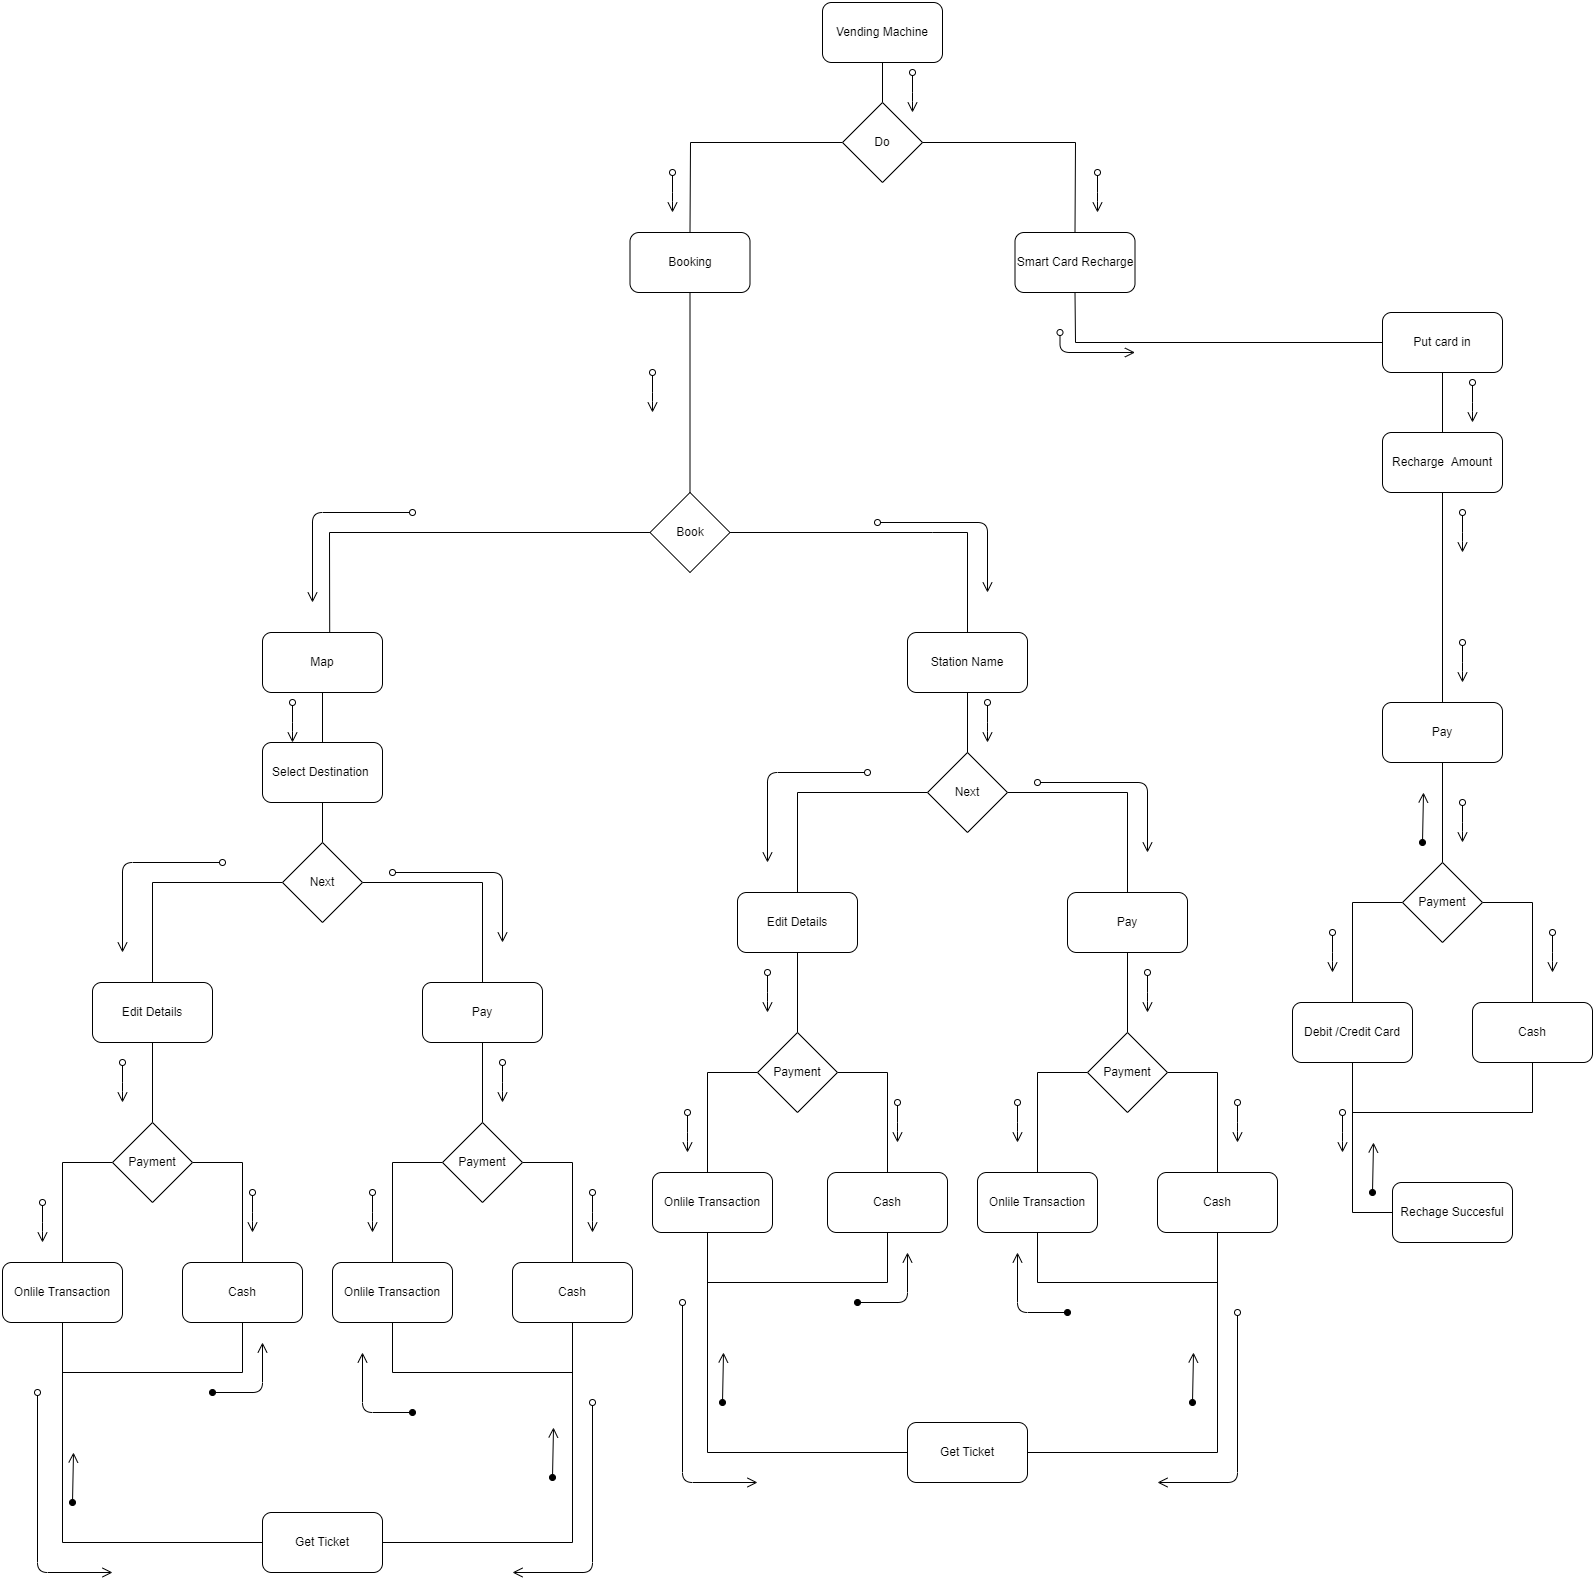 Vending Machine
Do
Booking
Smart Card Recharge
Put card in
Recharge  Amount
Book
Map
Station Name
Pay
Select Destination
Next
Next
Payment
Edit Details
Pay
Edit Details
Pay
Debit /Credit Card
Cash
Payment
Payment
Payment
Payment
Onlile Transaction
Cash
Onlile Transaction
Cash
Rechage Succesful
Onlile Transaction
Cash
Onlile Transaction
Cash
Get Ticket
Get Ticket